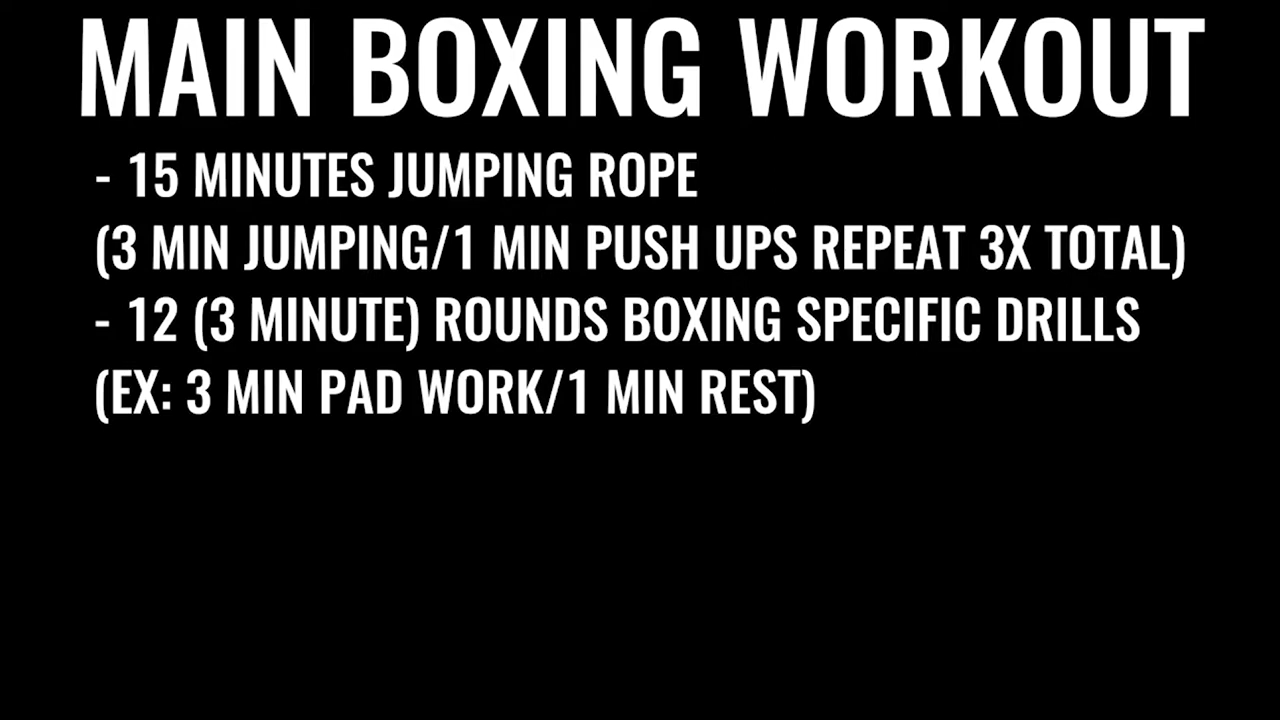 MAIN BOXING WORKOUT
- 15 MINUTES JUMPING ROPE
(3 MIN JUMPING/1 MIN PUSH UPS REPEAT 3X TOTAL)
- 12 (3 MINUTE) ROUNDS BOXING SPECIFIC DRILLS
(EX: 3 MIN PAD WORK/1 MIN REST)